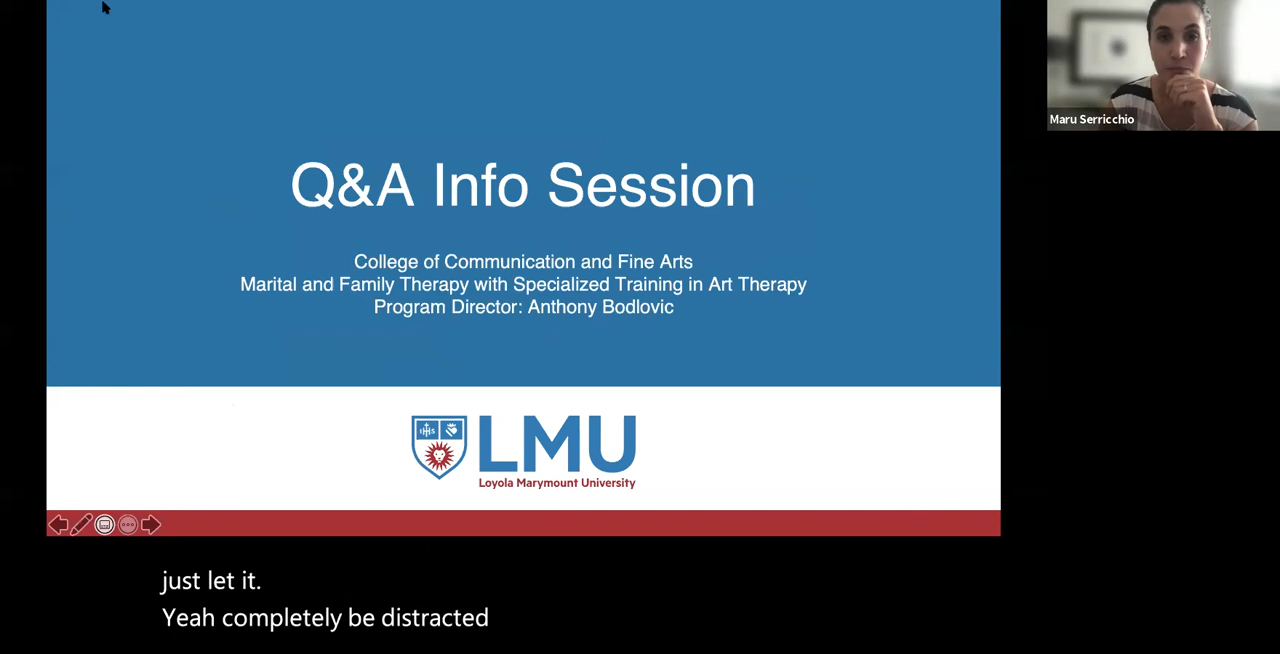 Q&A Info Session
College of Communication and Fine Arts
Marital and Family Therapy with Specialized Training in Art Therapy
Program Director: Anthony Bodlovic
IHS
LMU
Loyola Marymount University
Maru Serricchio
just let it.
Yeah completely be distracted